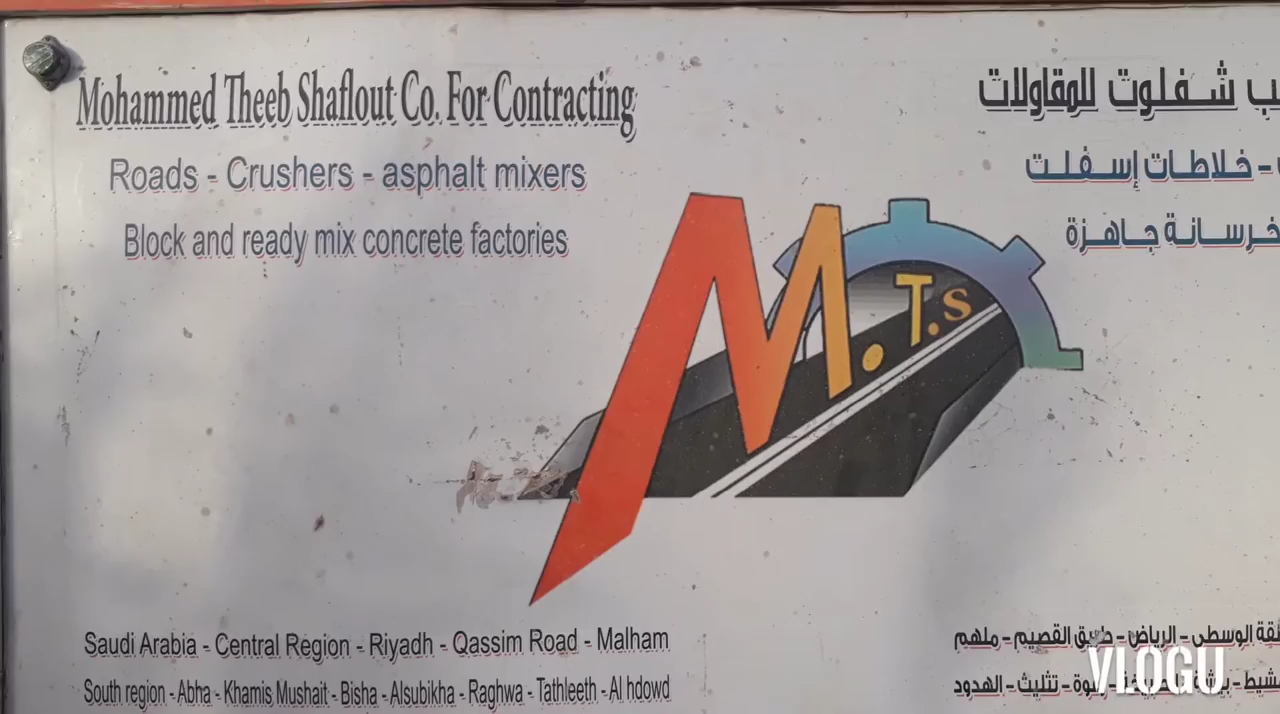 Mohammed Theeb Shaflout Co. For Contracting
Roads - Crushers - asphalt mixers
Block and ready mix concrete factories
شفلوت للمقاولات
- خلاطات إسفلت
خرسانة جاهزة
M.T.S
Saudi Arabia - Central Region - Riyadh - Qassim Road - Malham
South region - Abha - Khamis Mushait - Bisha - Alsubikha - Raghwa - Tathleeth - Al hdowd
الوسطى - الرياض - طريق القصيم - ملهم
تثليث - الهدود
VLOGU